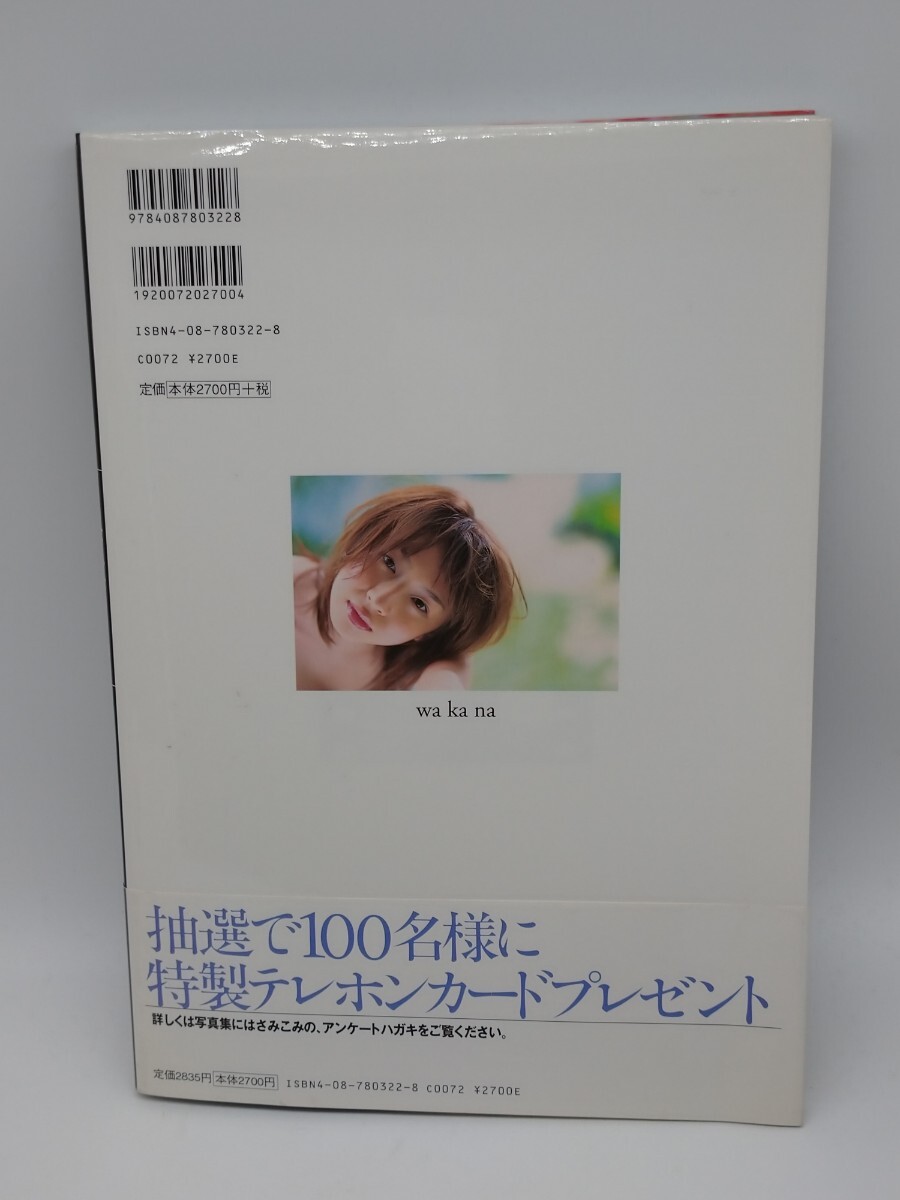 9784087803228
1920072027004
ISBN4-08-780322-8
C0072 ¥2700E
定価 本体2700円+税
wa ka na
抽選で100名様に
特製テレホンカードプレゼント
詳しくは写真集にはさみこみの、アンケートハガキをご覧ください。
定価2835円 本体2700円 ISBN4-08-780322-8 C0072 ¥2700E